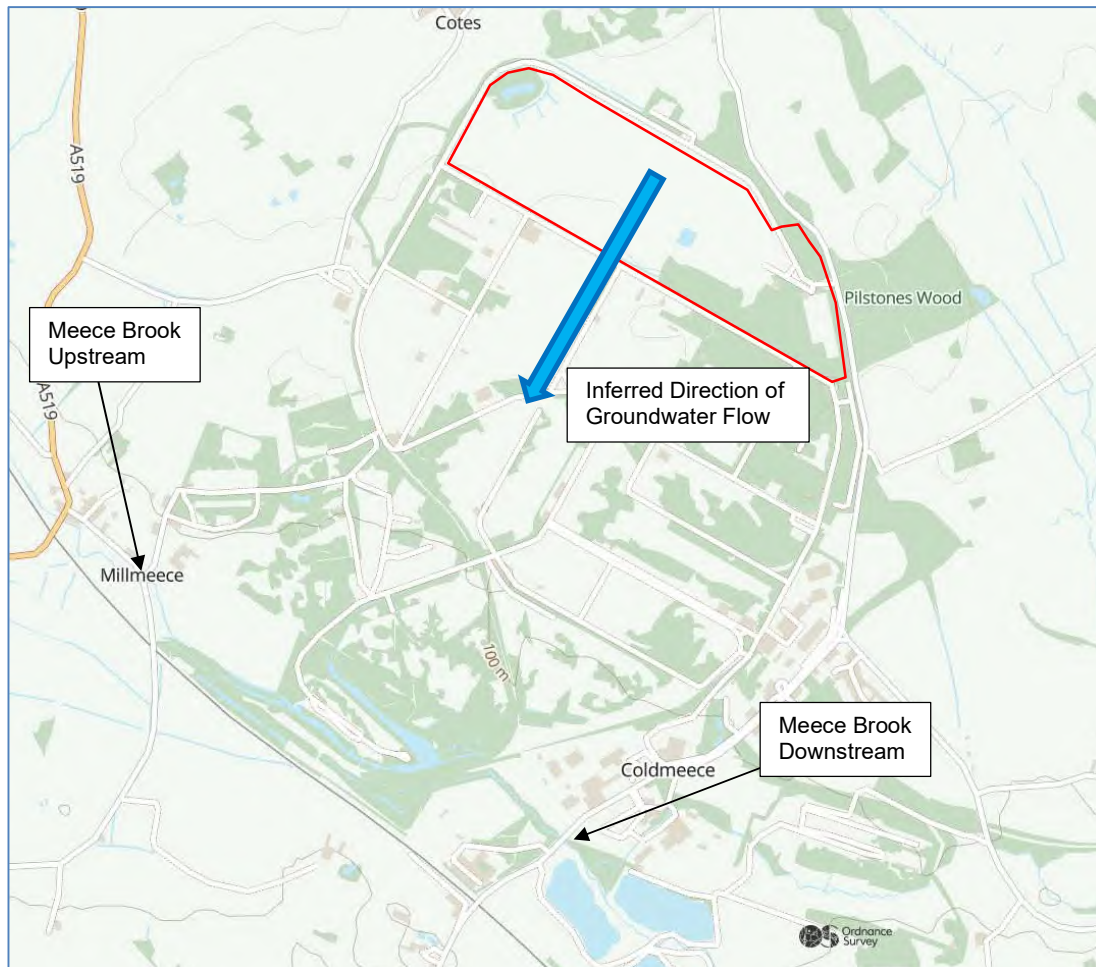 Cotes
A519
Pilstones Wood
Meece Brook
Upstream
A519
Inferred Direction of
Groundwater Flow
Millmeece
100 m
Meece Brook
Downstream
Coldmeece
OS Ordnance
Survey